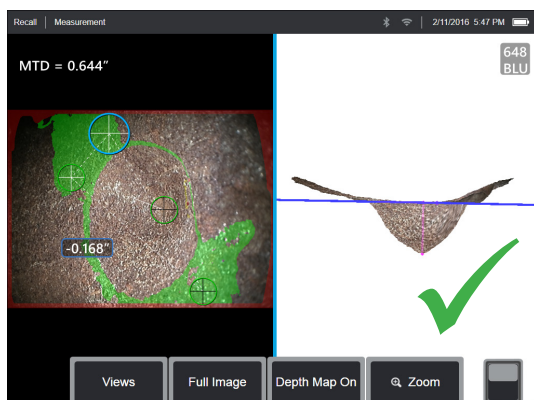 Recall | Measurement
2/11/2016 5:47 PM
MTD = 0.644"
648
BLU
-0.168"
Views
Full Image
Depth Map On
Zoom